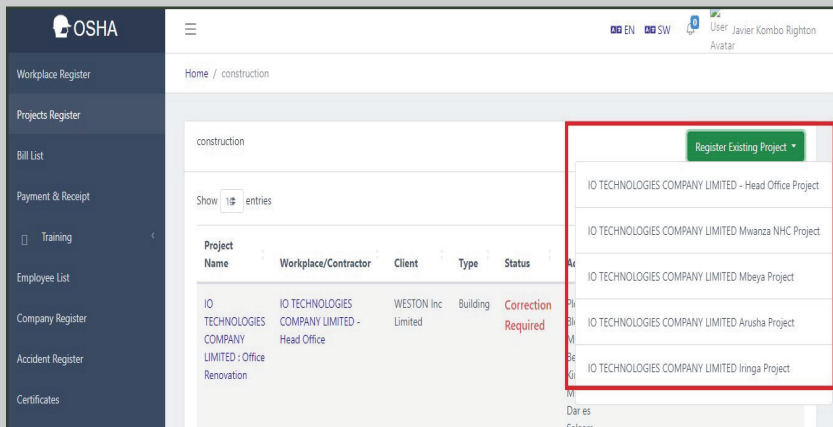 OSHA
EN SW 0 User Avatar Javier Kombo Righton
Workplace Register
Projects Register
Bill List
Payment & Receipt
Training
Employee List
Company Register
Accident Register
Certificates
Home / construction
construction
Register Existing Project
IO TECHNOLOGIES COMPANY LIMITED - Head Office Project
IO TECHNOLOGIES COMPANY LIMITED Mwanza NHC Project
IO TECHNOLOGIES COMPANY LIMITED Mbeya Project
IO TECHNOLOGIES COMPANY LIMITED Arusha Project
IO TECHNOLOGIES COMPANY LIMITED Iringa Project
Show entries
Project
Name Workplace/Contractor Client Type Status
IO IO TECHNOLOGIES WESTON Inc Building Correction
TECHNOLOGIES COMPANY LIMITED - Limited Required
COMPANY Head Office
LIMITED : Office
Renovation
Dar es